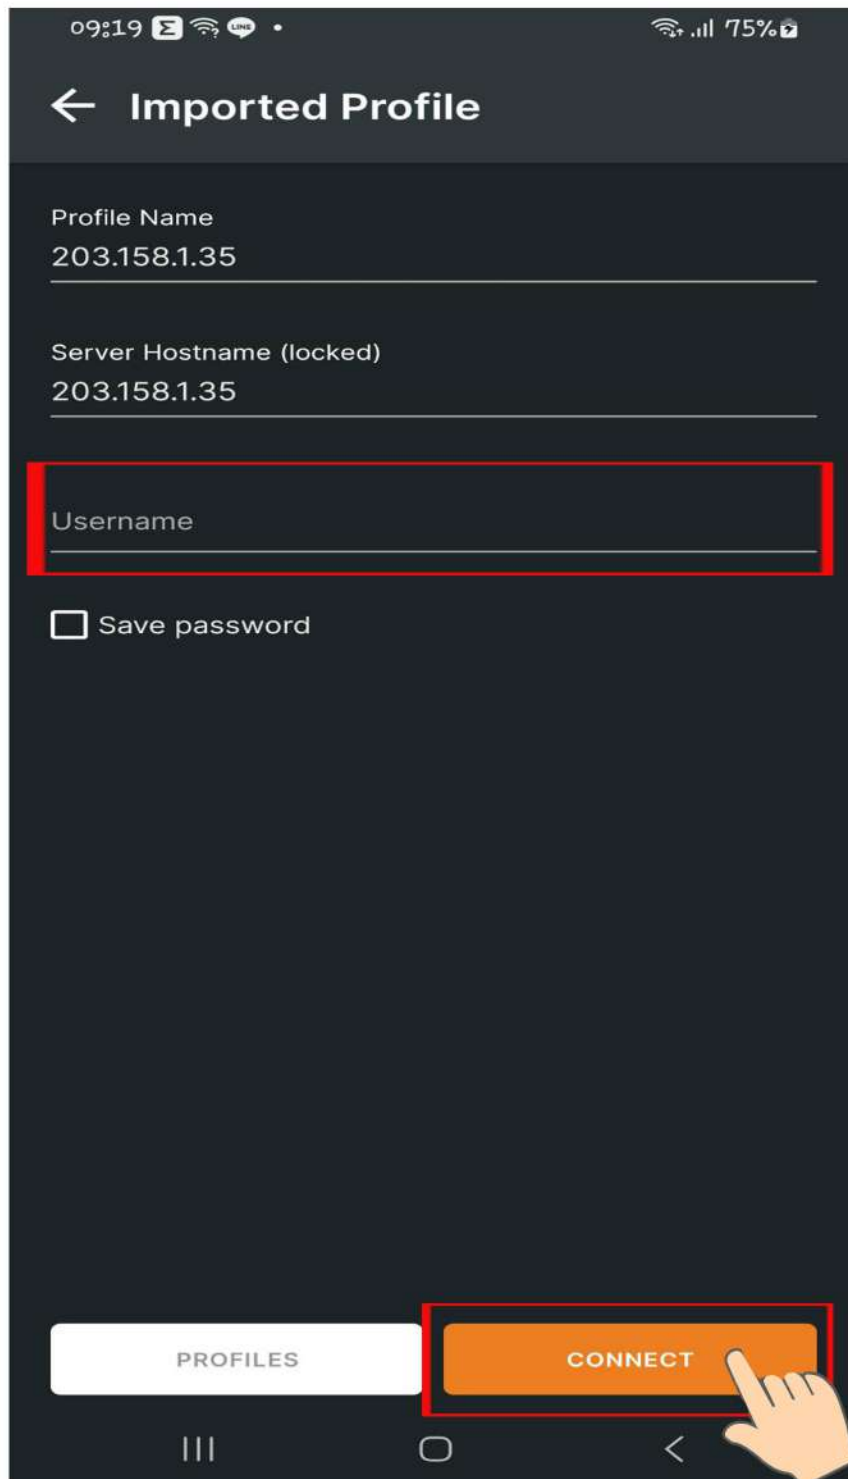 09:19 Σ LINE 75%
Imported Profile
Profile Name
203.158.1.35
Server Hostname (locked)
203.158.1.35
Username
Save password
PROFILES CONNECT